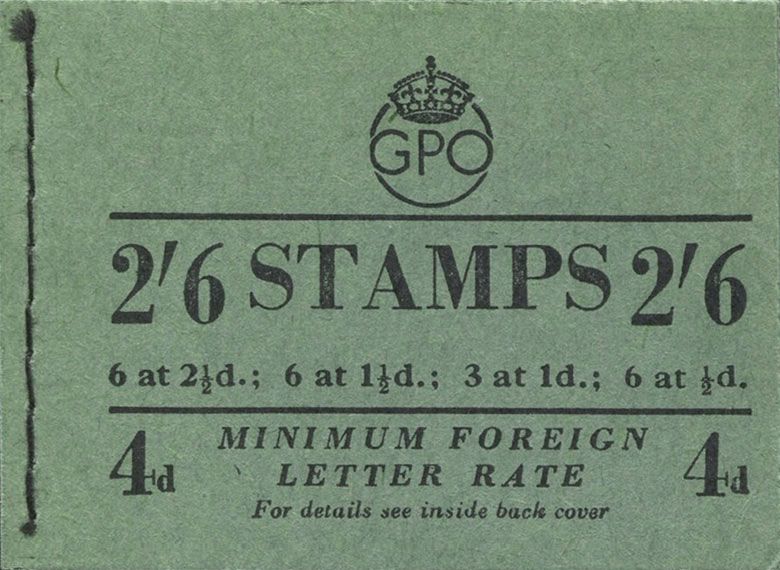 GPO
2'6 STAMPS 2'6
6 at 2½d.; 6 at 1½d.; 3 at 1d.; 6 at ½d.
4d MINIMUM FOREIGN 4d
LETTER RATE
For details see inside back cover